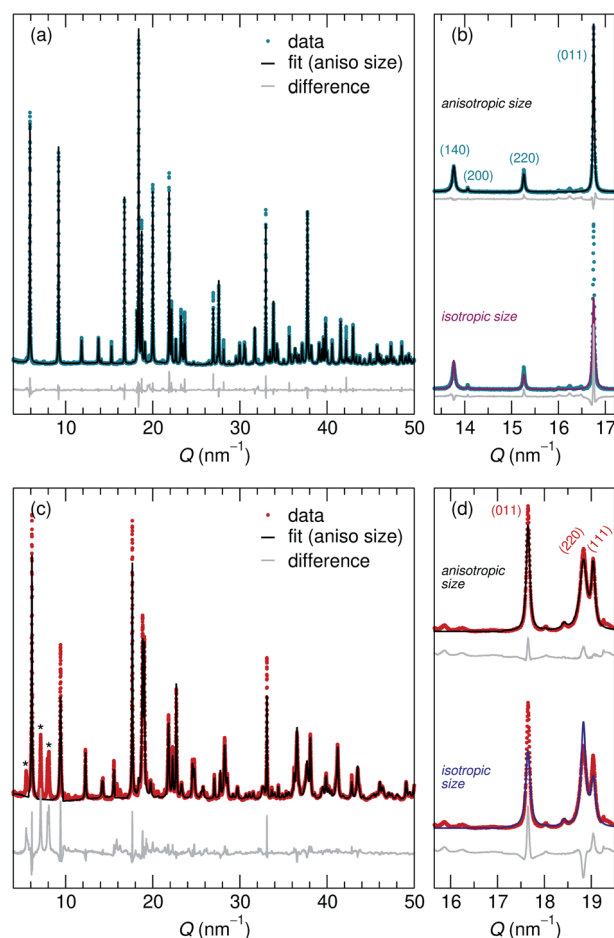 (a)
data
fit (aniso size)
difference
10
20
30
40
50
Q (nm⁻¹)
(b)
(011)
anisotropic size
(140)
(200)
(220)
isotropic size
14
15
16
17
Q (nm⁻¹)
(c)
data
fit (aniso size)
difference
*
*
*
10
20
30
40
50
Q (nm⁻¹)
(d)
(011)
(220)
(111)
anisotropic
size
isotropic
size
16
17
18
19
Q (nm⁻¹)